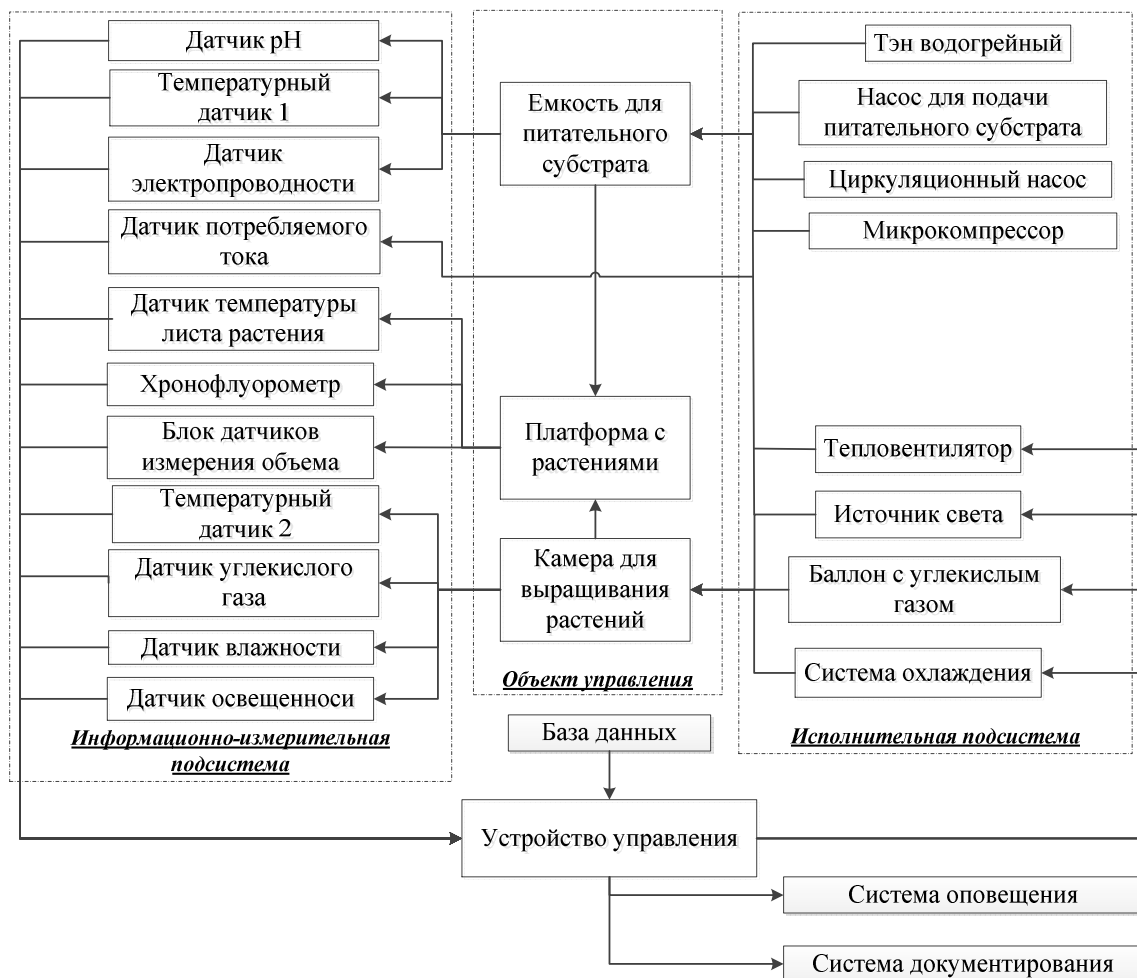 Датчик pH
Температурный
датчик 1
Датчик
электропроводности
Датчик потребляемого
тока
Датчик температуры
листа растения
Хронофлуорометр
Блок датчиков
измерения объема
Температурный
датчик 2
Датчик углекислого
газа
Датчик влажности
Датчик освещенноси
Информационно-измерительная
подсистема
Емкость для
питательного
субстрата
Платформа с
растениями
Камера для
выращивания
растений
Объект управления
Тэн водогрейный
Насос для подачи
питательного субстрата
Циркуляционный насос
Микрокомпрессор
Тепловентилятор
Источник света
Баллон с углекислым
газом
Система охлаждения
Исполнительная подсистема
База данных
Устройство управления
Система оповещения
Система документирования